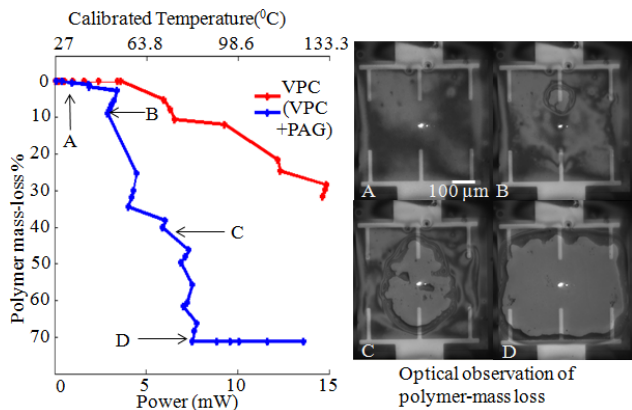 Calibrated Temperature(⁰C)
27 63.8 98.6 133.3
0
10
20
30
40
50
60
70
Polymer mass-loss %
VPC
(VPC
+PAG)
A
B
C
D
0 5 10 15
Power (mW)
A
100 µm
B
C
D
Optical observation of
polymer-mass loss